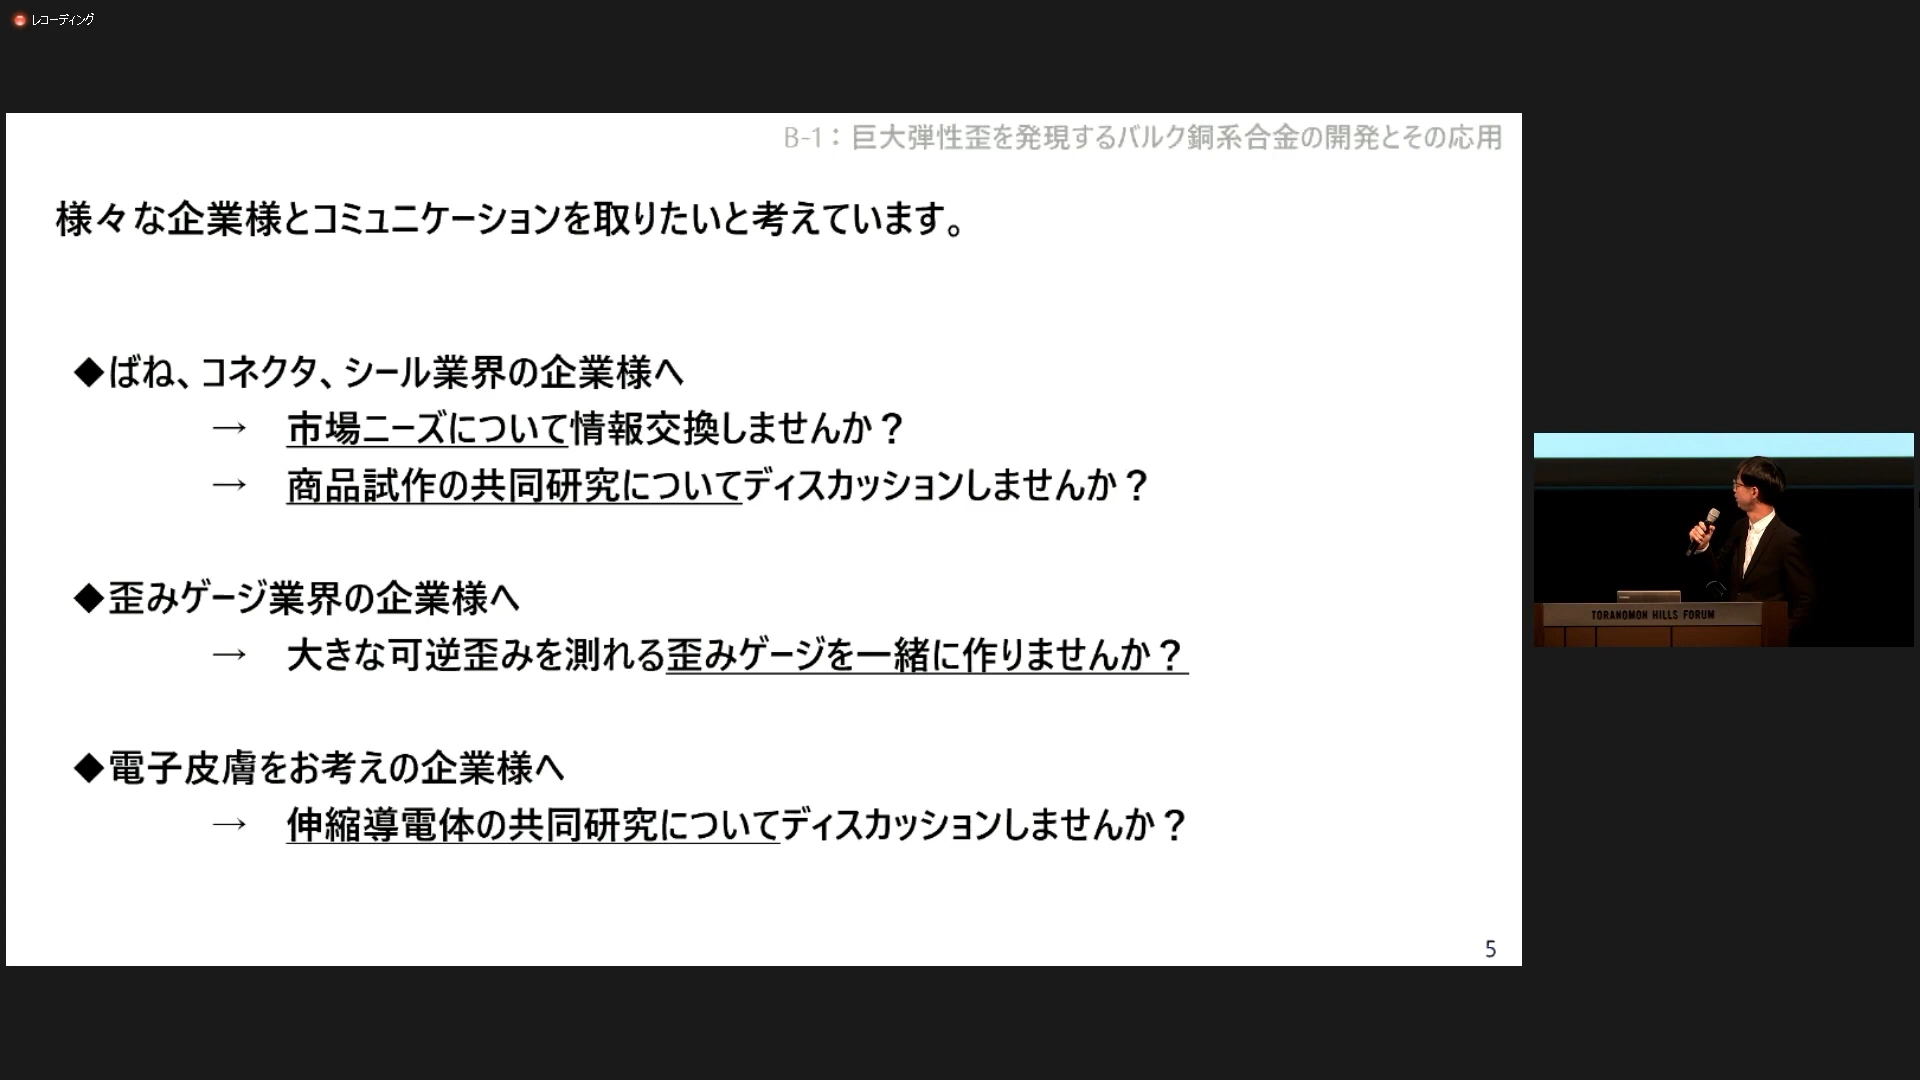 レコーディング
B-1：巨大弾性歪を発現するバルク銅系合金の開発とその応用
様々な企業様とコミュニケーションを取りたいと考えています。
◆ばね、コネクタ、シール業界の企業様へ
→ 市場ニーズについて情報交換しませんか？
→ 商品試作の共同研究についてディスカッションしませんか？
◆歪みゲージ業界の企業様へ
→ 大きな可逆歪みを測れる歪みゲージを一緒に作りませんか？
◆電子皮膚をお考えの企業様へ
→ 伸縮導電体の共同研究についてディスカッションしませんか？
5
TORANOMON HILLS FORUM